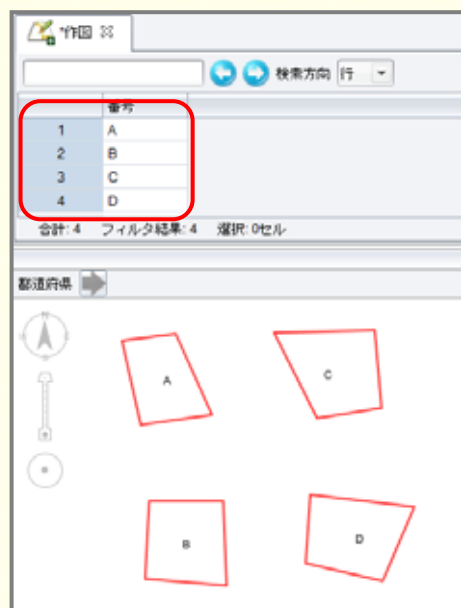 *作図
検索方向 行
番号
1 A
2 B
3 C
4 D
合計: 4 フィルタ結果: 4 選択: 0セル
都道府県
N
A
C
B
D